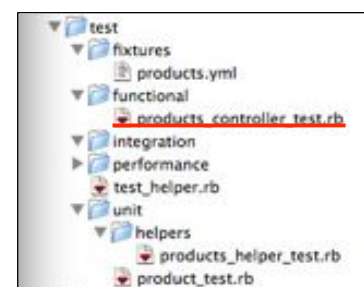 test
fixtures
products.yml
functional
products_controller_test.rb
integration
performance
test_helper.rb
unit
helpers
products_helper_test.rb
product_test.rb